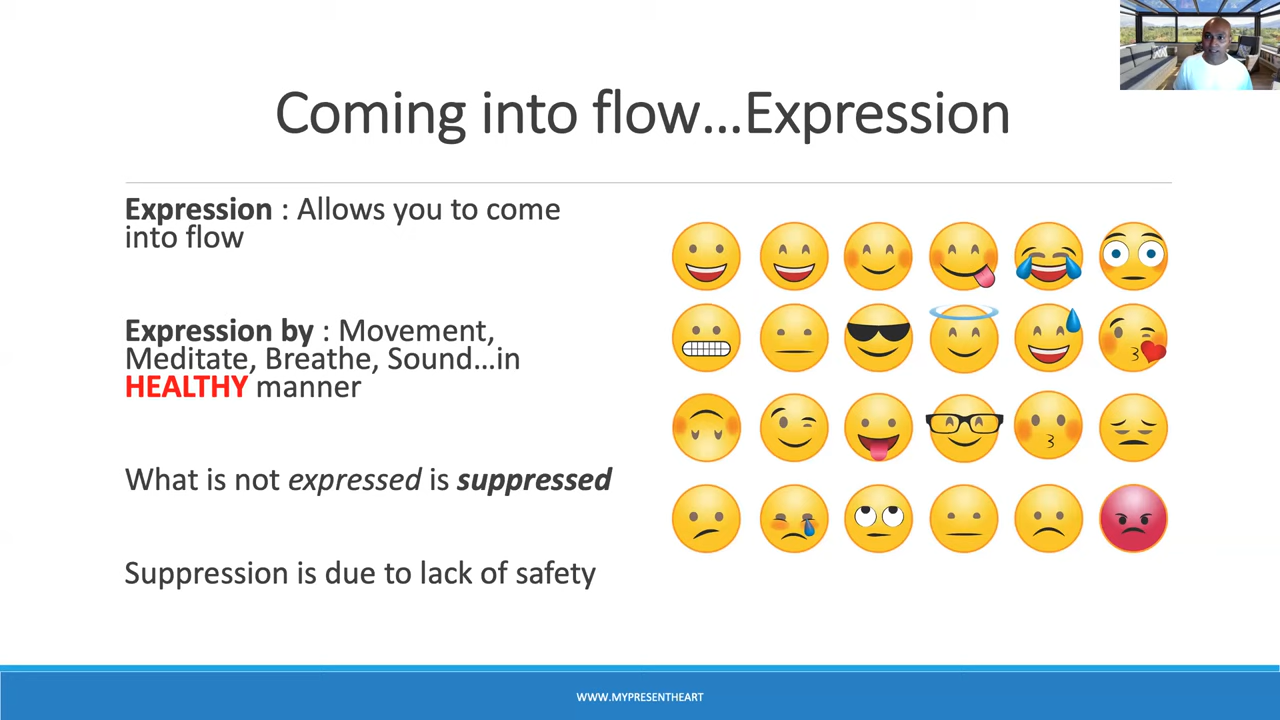 Coming into flow...Expression
Expression : Allows you to come
into flow
Expression by : Movement,
Meditate, Breathe, Sound...in
HEALTHY manner
What is not expressed is suppressed
Suppression is due to lack of safety
WWW.MYPRESENTHEART